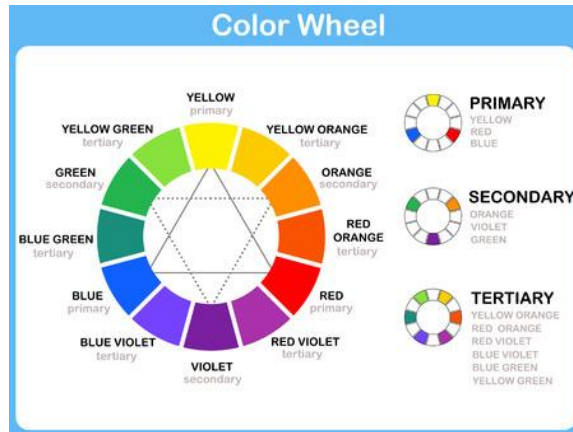 Color Wheel
YELLOW
primary
YELLOW ORANGE
tertiary
ORANGE
secondary
RED
ORANGE
tertiary
RED
primary
RED VIOLET
tertiary
VIOLET
secondary
BLUE VIOLET
tertiary
BLUE
primary
BLUE GREEN
tertiary
GREEN
secondary
YELLOW GREEN
tertiary
PRIMARY
YELLOW
RED
BLUE
SECONDARY
ORANGE
VIOLET
GREEN
TERTIARY
YELLOW ORANGE
RED ORANGE
RED VIOLET
BLUE VIOLET
BLUE GREEN
YELLOW GREEN